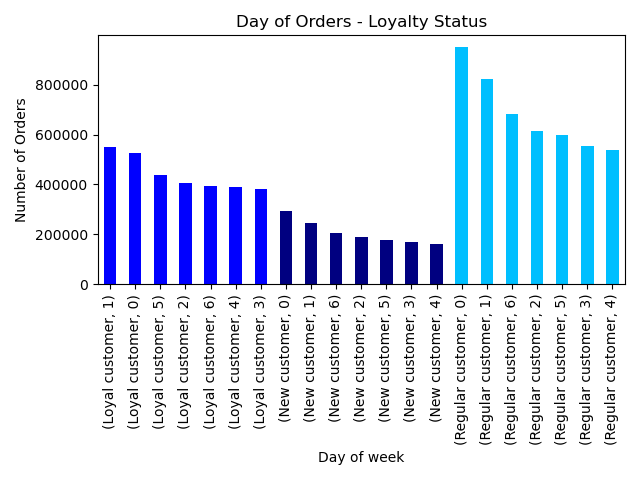 Day of Orders - Loyalty Status
Number of Orders
800000
600000
400000
200000
0
(Loyal customer, 1)
(Loyal customer, 0)
(Loyal customer, 5)
(Loyal customer, 2)
(Loyal customer, 6)
(Loyal customer, 4)
(Loyal customer, 3)
(New customer, 0)
(New customer, 1)
(New customer, 6)
(New customer, 2)
(New customer, 5)
(New customer, 3)
(New customer, 4)
(Regular customer, 0)
(Regular customer, 1)
(Regular customer, 6)
(Regular customer, 2)
(Regular customer, 5)
(Regular customer, 3)
(Regular customer, 4)
Day of week